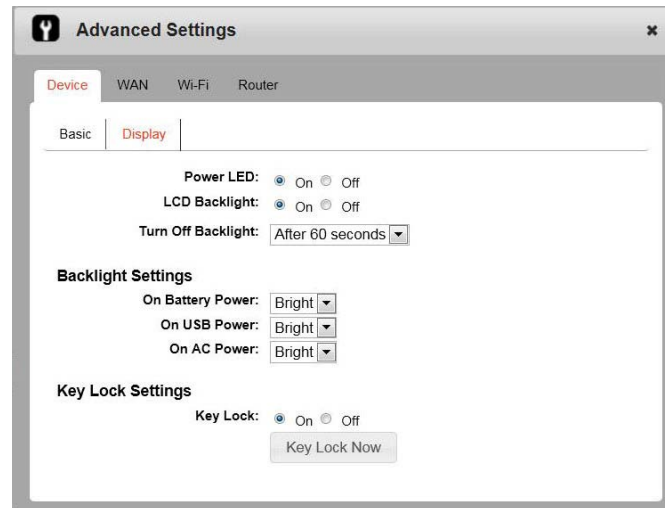 Advanced Settings
Device WAN Wi-Fi Router
Basic Display
Power LED: On Off
LCD Backlight: On Off
Turn Off Backlight: After 60 seconds
Backlight Settings
On Battery Power: Bright
On USB Power: Bright
On AC Power: Bright
Key Lock Settings
Key Lock: On Off
Key Lock Now